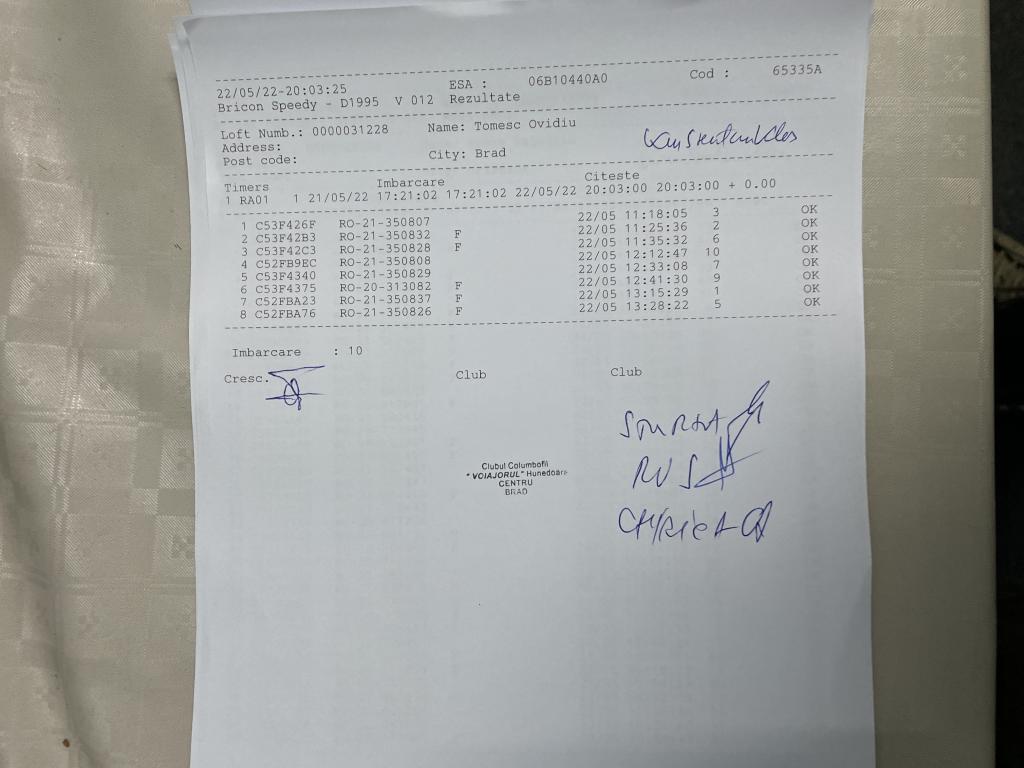 22/05/22-20:03:25 ESA : 06B10440A0 Cod : 65335A
Bricon Speedy - D1995 V 012 Rezultate
Loft Numb.: 0000031228 Name: Tomesc Ovidiu
Address:
Post code: City: Brad
Timers Imbarcare Citeste
1 RA01 1 21/05/22 17:21:02 17:21:02 22/05/22 20:03:00 20:03:00 + 0.00
1 C53F426F RO-21-350807 22/05 11:18:05 3 OK
2 C53F42B3 RO-21-350832 F 22/05 11:25:36 2 OK
3 C53F42C3 RO-21-350828 F 22/05 11:35:32 6 OK
4 C52FB9EC RO-21-350808 22/05 12:12:47 10 OK
5 C53F4340 RO-21-350829 22/05 12:33:08 7 OK
6 C53F4375 RO-20-313082 F 22/05 12:41:30 9 OK
7 C52FBA23 RO-21-350837 F 22/05 13:15:29 1 OK
8 C52FBA76 RO-21-350826 F 22/05 13:28:22 5 OK
Imbarcare : 10
Cresc. Club Club
Clubul Columbofil
"VOIAJORUL" Hunedoara
CENTRU
BRAD
RUS